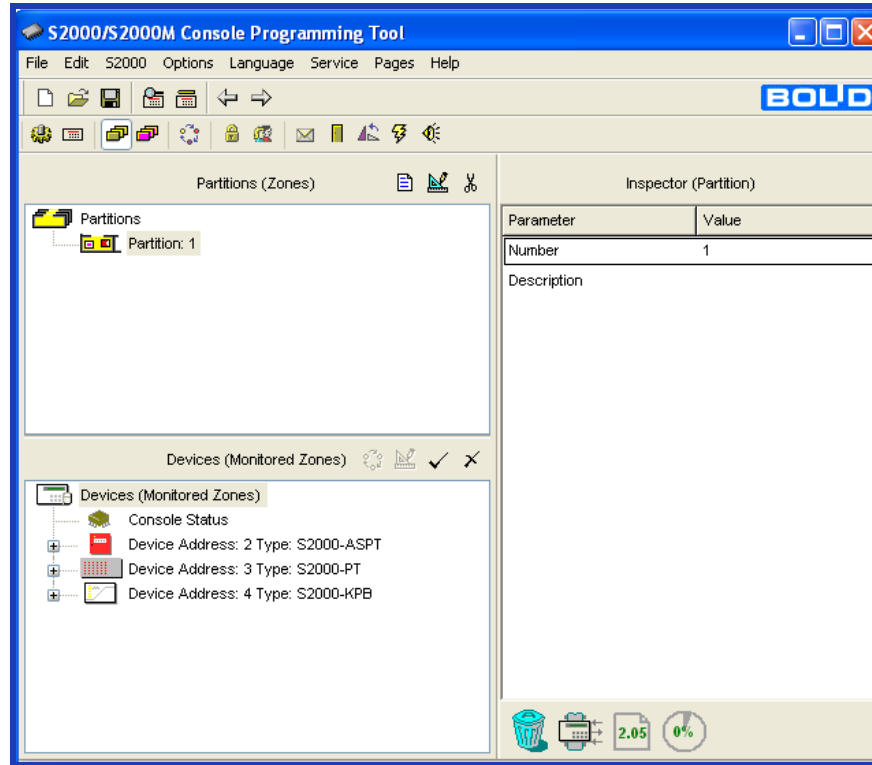 S2000/S2000M Console Programming Tool
File Edit S2000 Options Language Service Pages Help
BOLID
Partitions (Zones)
Partitions
Partition: 1
Devices (Monitored Zones)
Devices (Monitored Zones)
Console Status
Device Address: 2 Type: S2000-ASPT
Device Address: 3 Type: S2000-PT
Device Address: 4 Type: S2000-KPB
Inspector (Partition)
Parameter Value
Number 1
Description
2.05 0%